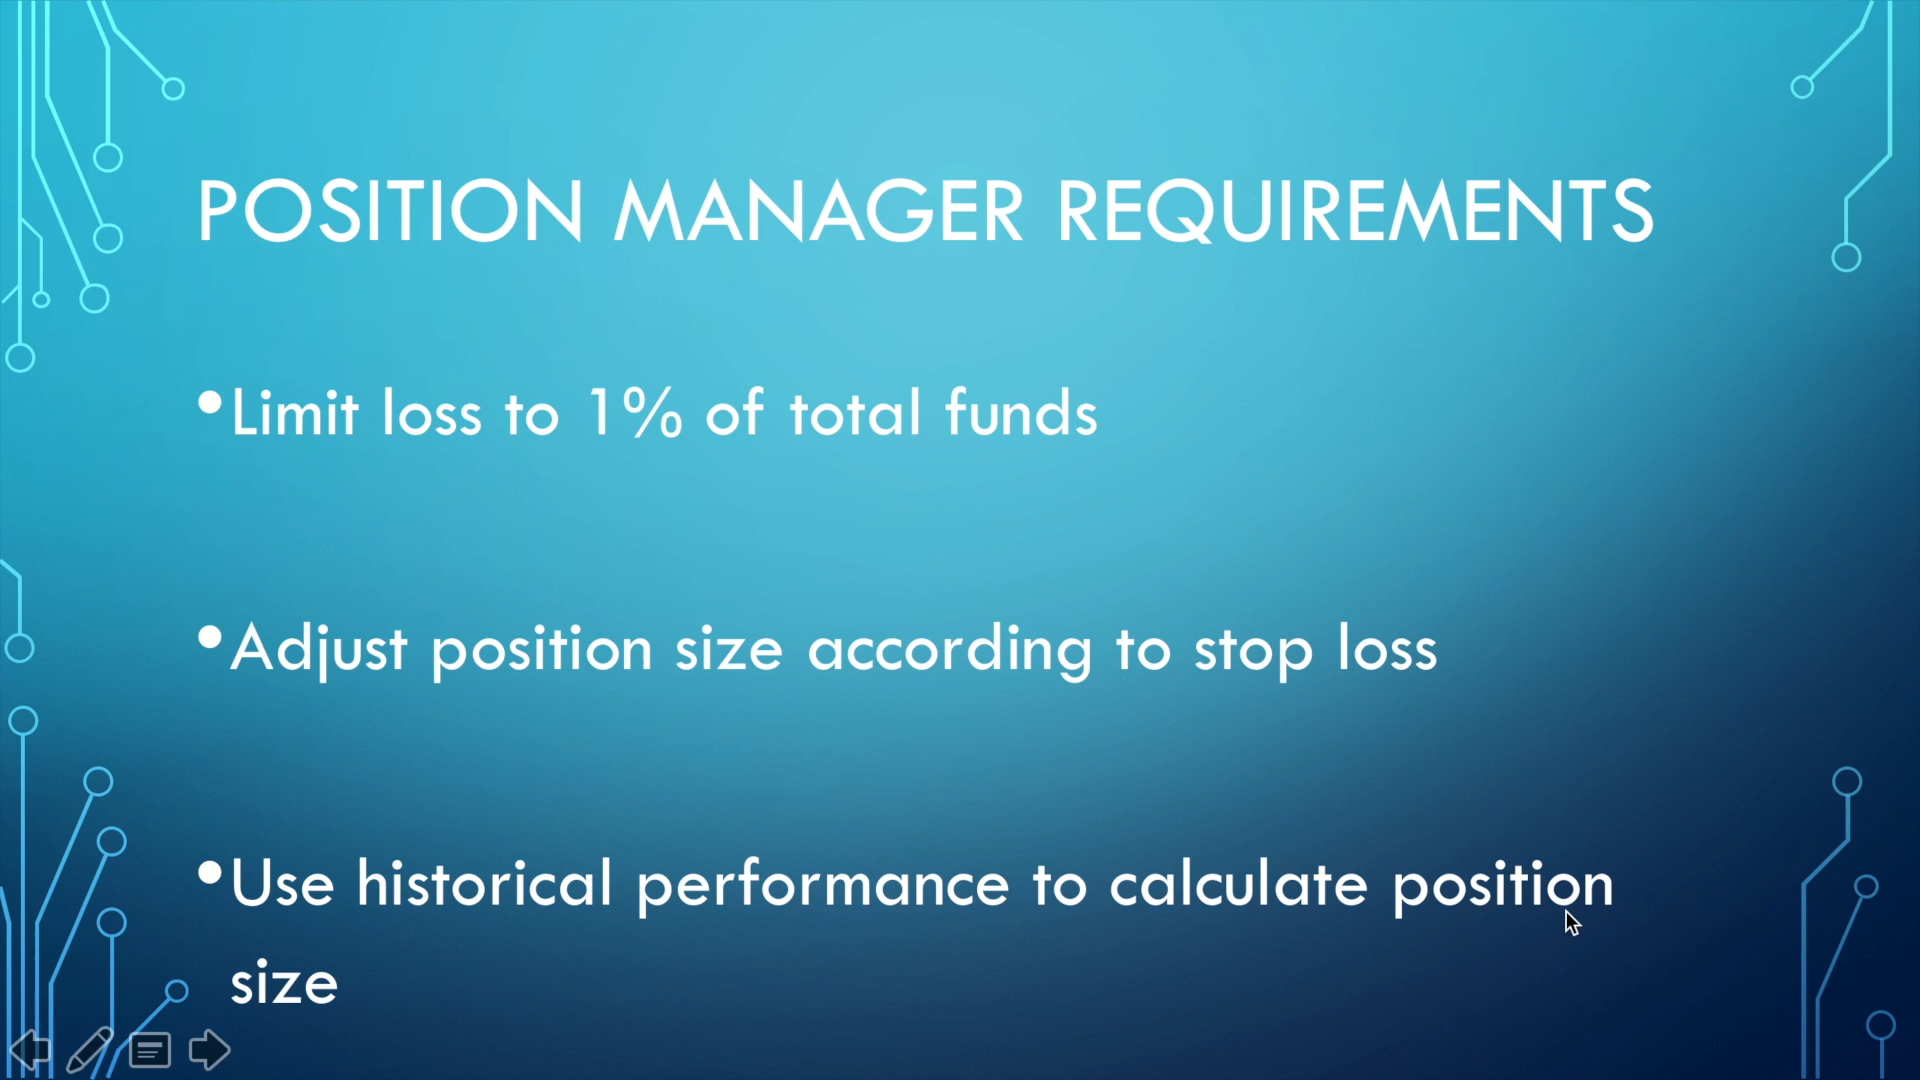 POSITION MANAGER REQUIREMENTS
•Limit loss to 1% of total funds
•Adjust position size according to stop loss
•Use historical performance to calculate position
size